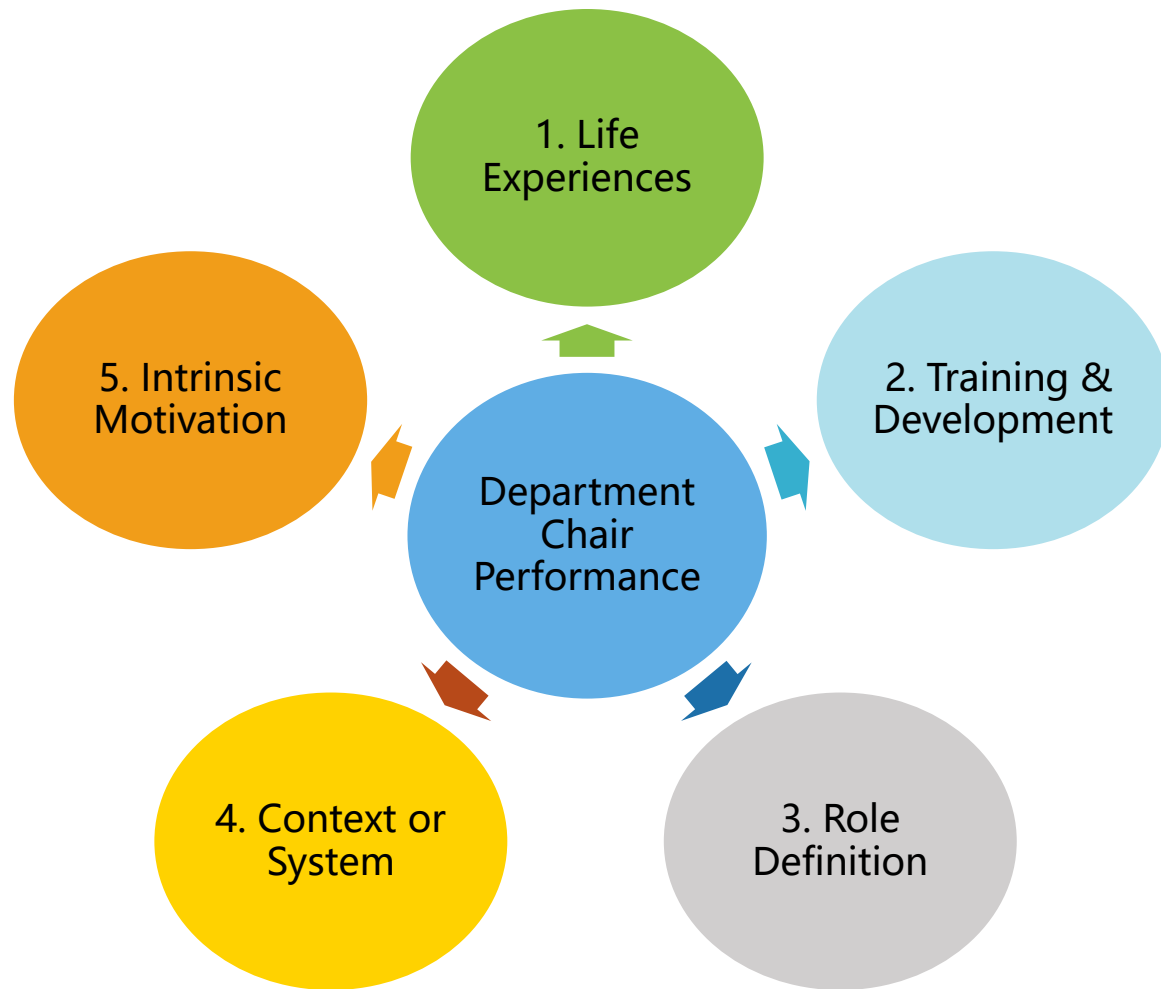 1. Life
Experiences
2. Training &
Development
3. Role
Definition
4. Context or
System
5. Intrinsic
Motivation
Department
Chair
Performance